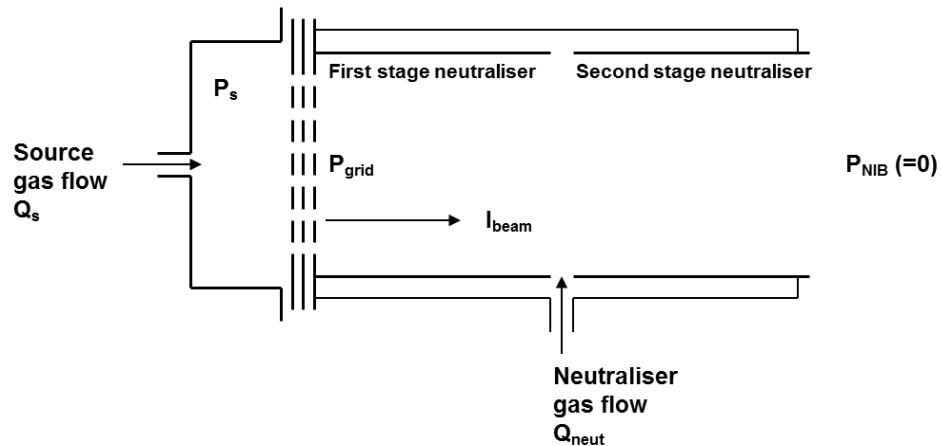 First stage neutraliser
Second stage neutraliser
Ps
Source
gas flow
Qs
Pgrid
PNIB (=0)
Ibeam
Neutraliser
gas flow
Qneut